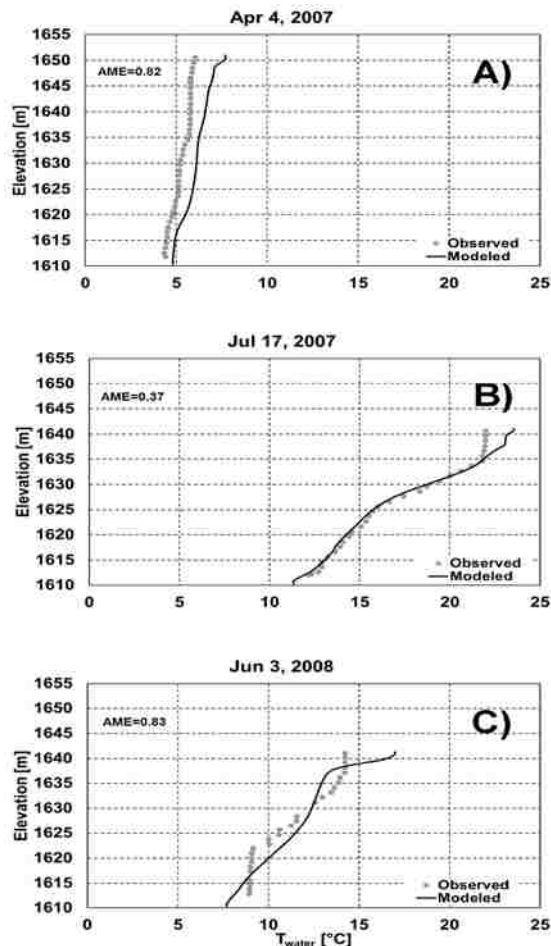 Apr 4, 2007
1655
1650
1645
1640
1635
1630
1625
1620
1615
1610
Elevation [m]
AME=0.82
A)
Observed
Modeled
0 5 10 15 20 25
Jul 17, 2007
1655
1650
1645
1640
1635
1630
1625
1620
1615
1610
Elevation [m]
AME=0.37
B)
Observed
Modeled
0 5 10 15 20 25
Jun 3, 2008
1655
1650
1645
1640
1635
1630
1625
1620
1615
1610
Elevation [m]
AME=0.83
C)
Observed
Modeled
0 5 10 15 20 25
Twater [°C]